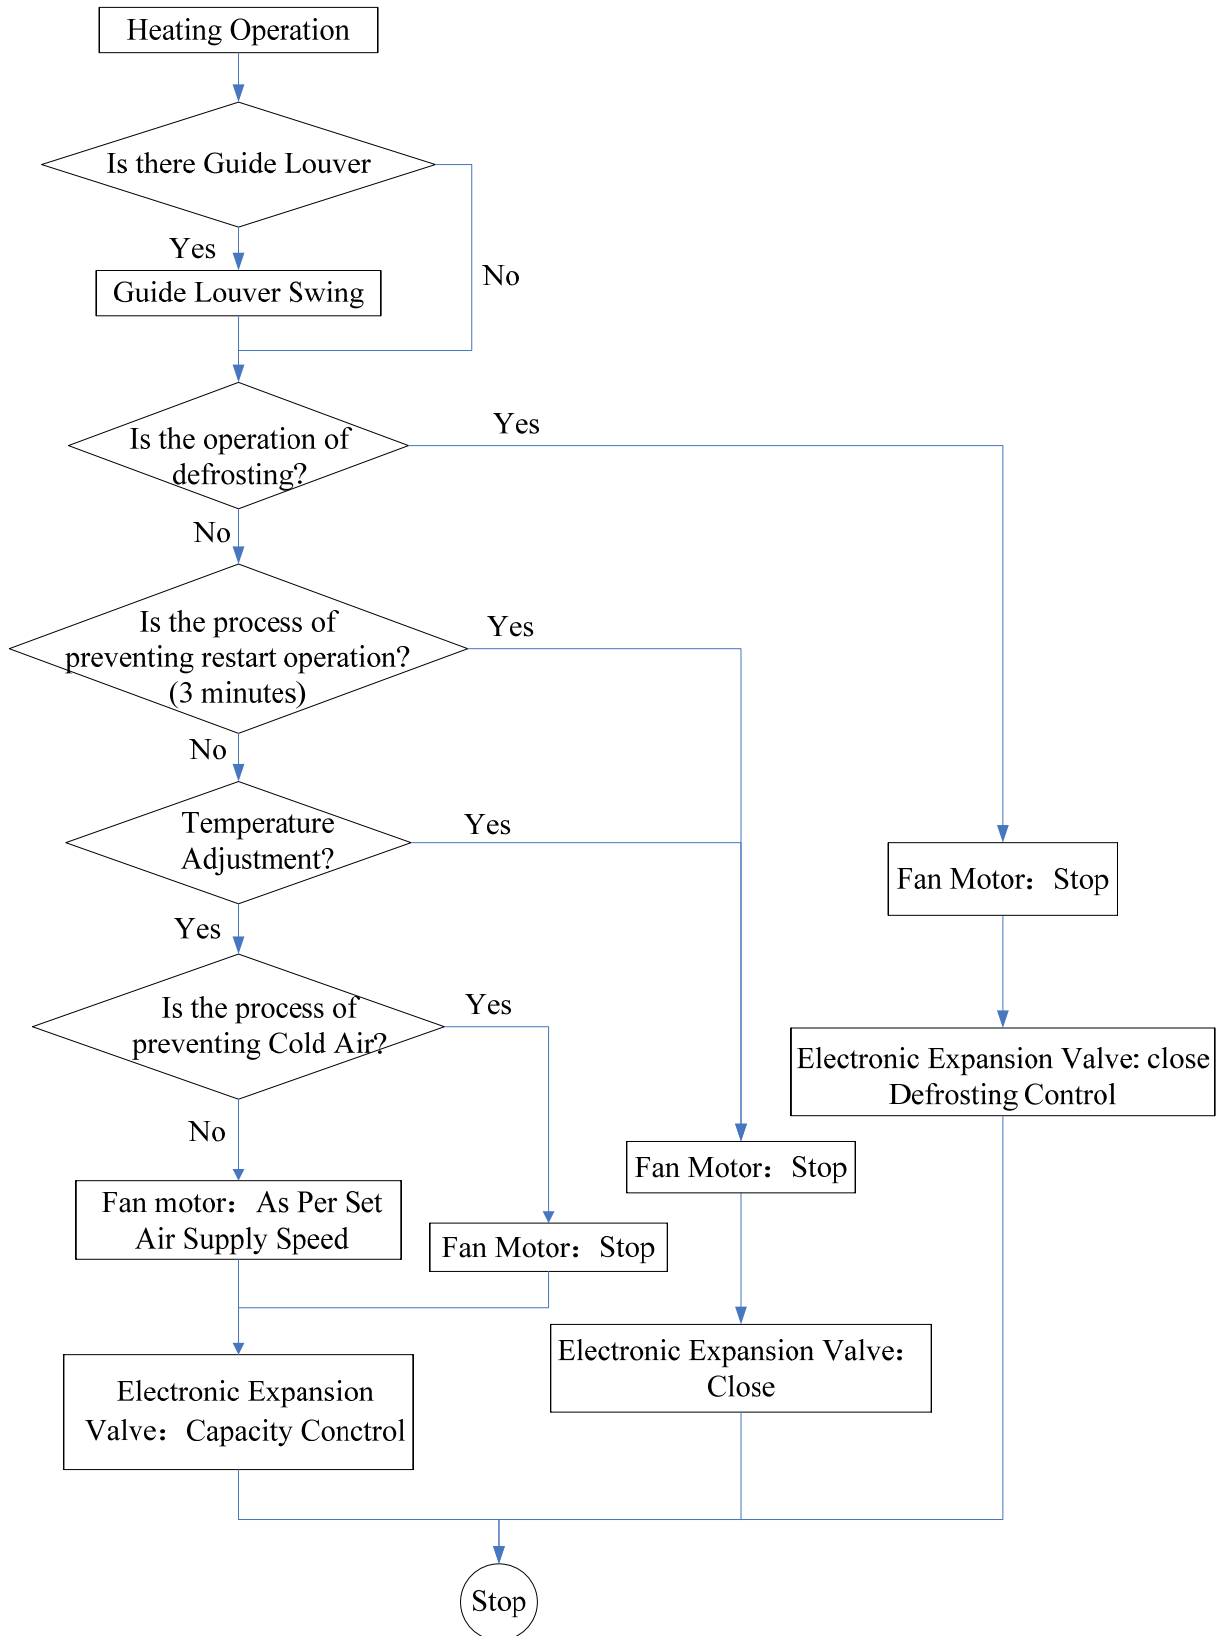 Heating Operation
Is there Guide Louver
Yes
No
Guide Louver Swing
Is the operation of
defrosting?
Yes
No
Is the process of
preventing restart operation?
(3 minutes)
Yes
No
Temperature
Adjustment?
Yes
Yes
Fan Motor：Stop
Is the process of
preventing Cold Air?
Yes
Electronic Expansion Valve: close
Defrosting Control
No
Fan Motor：Stop
Fan motor：As Per Set
Air Supply Speed
Fan Motor：Stop
Electronic Expansion Valve：
Close
Electronic Expansion
Valve：Capacity Conctrol
Stop